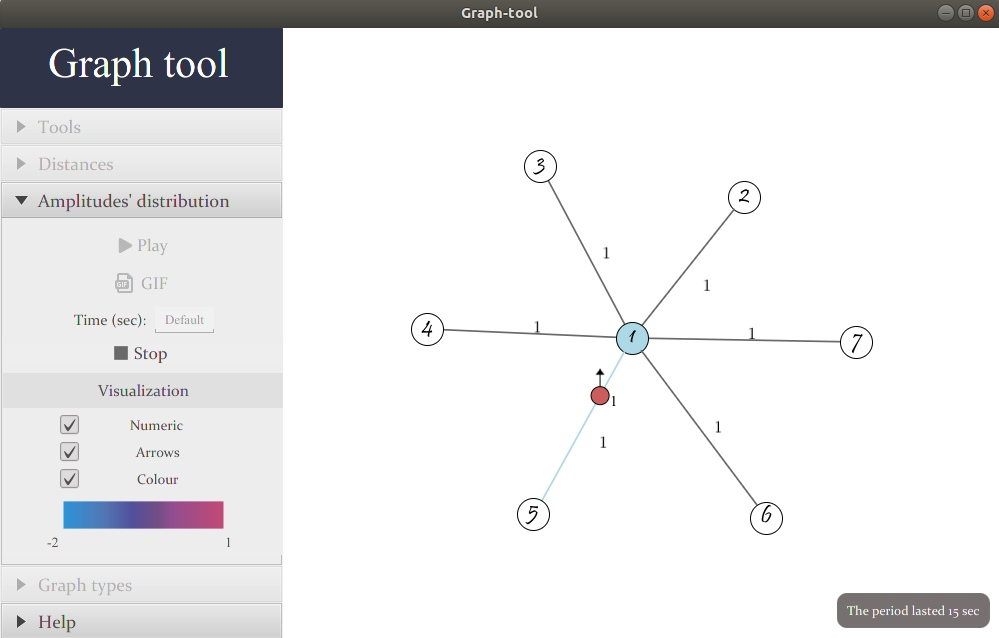 Graph-tool
Graph tool
Tools
Distances
Amplitudes' distribution
Play
GIF GIF
Time (sec): Default
Stop
Visualization
Numeric
Arrows
Colour
-2 1
Graph types
Help
3
2
1
1
4
1
1
1
7
1
1
1
5
6
The period lasted 15 sec